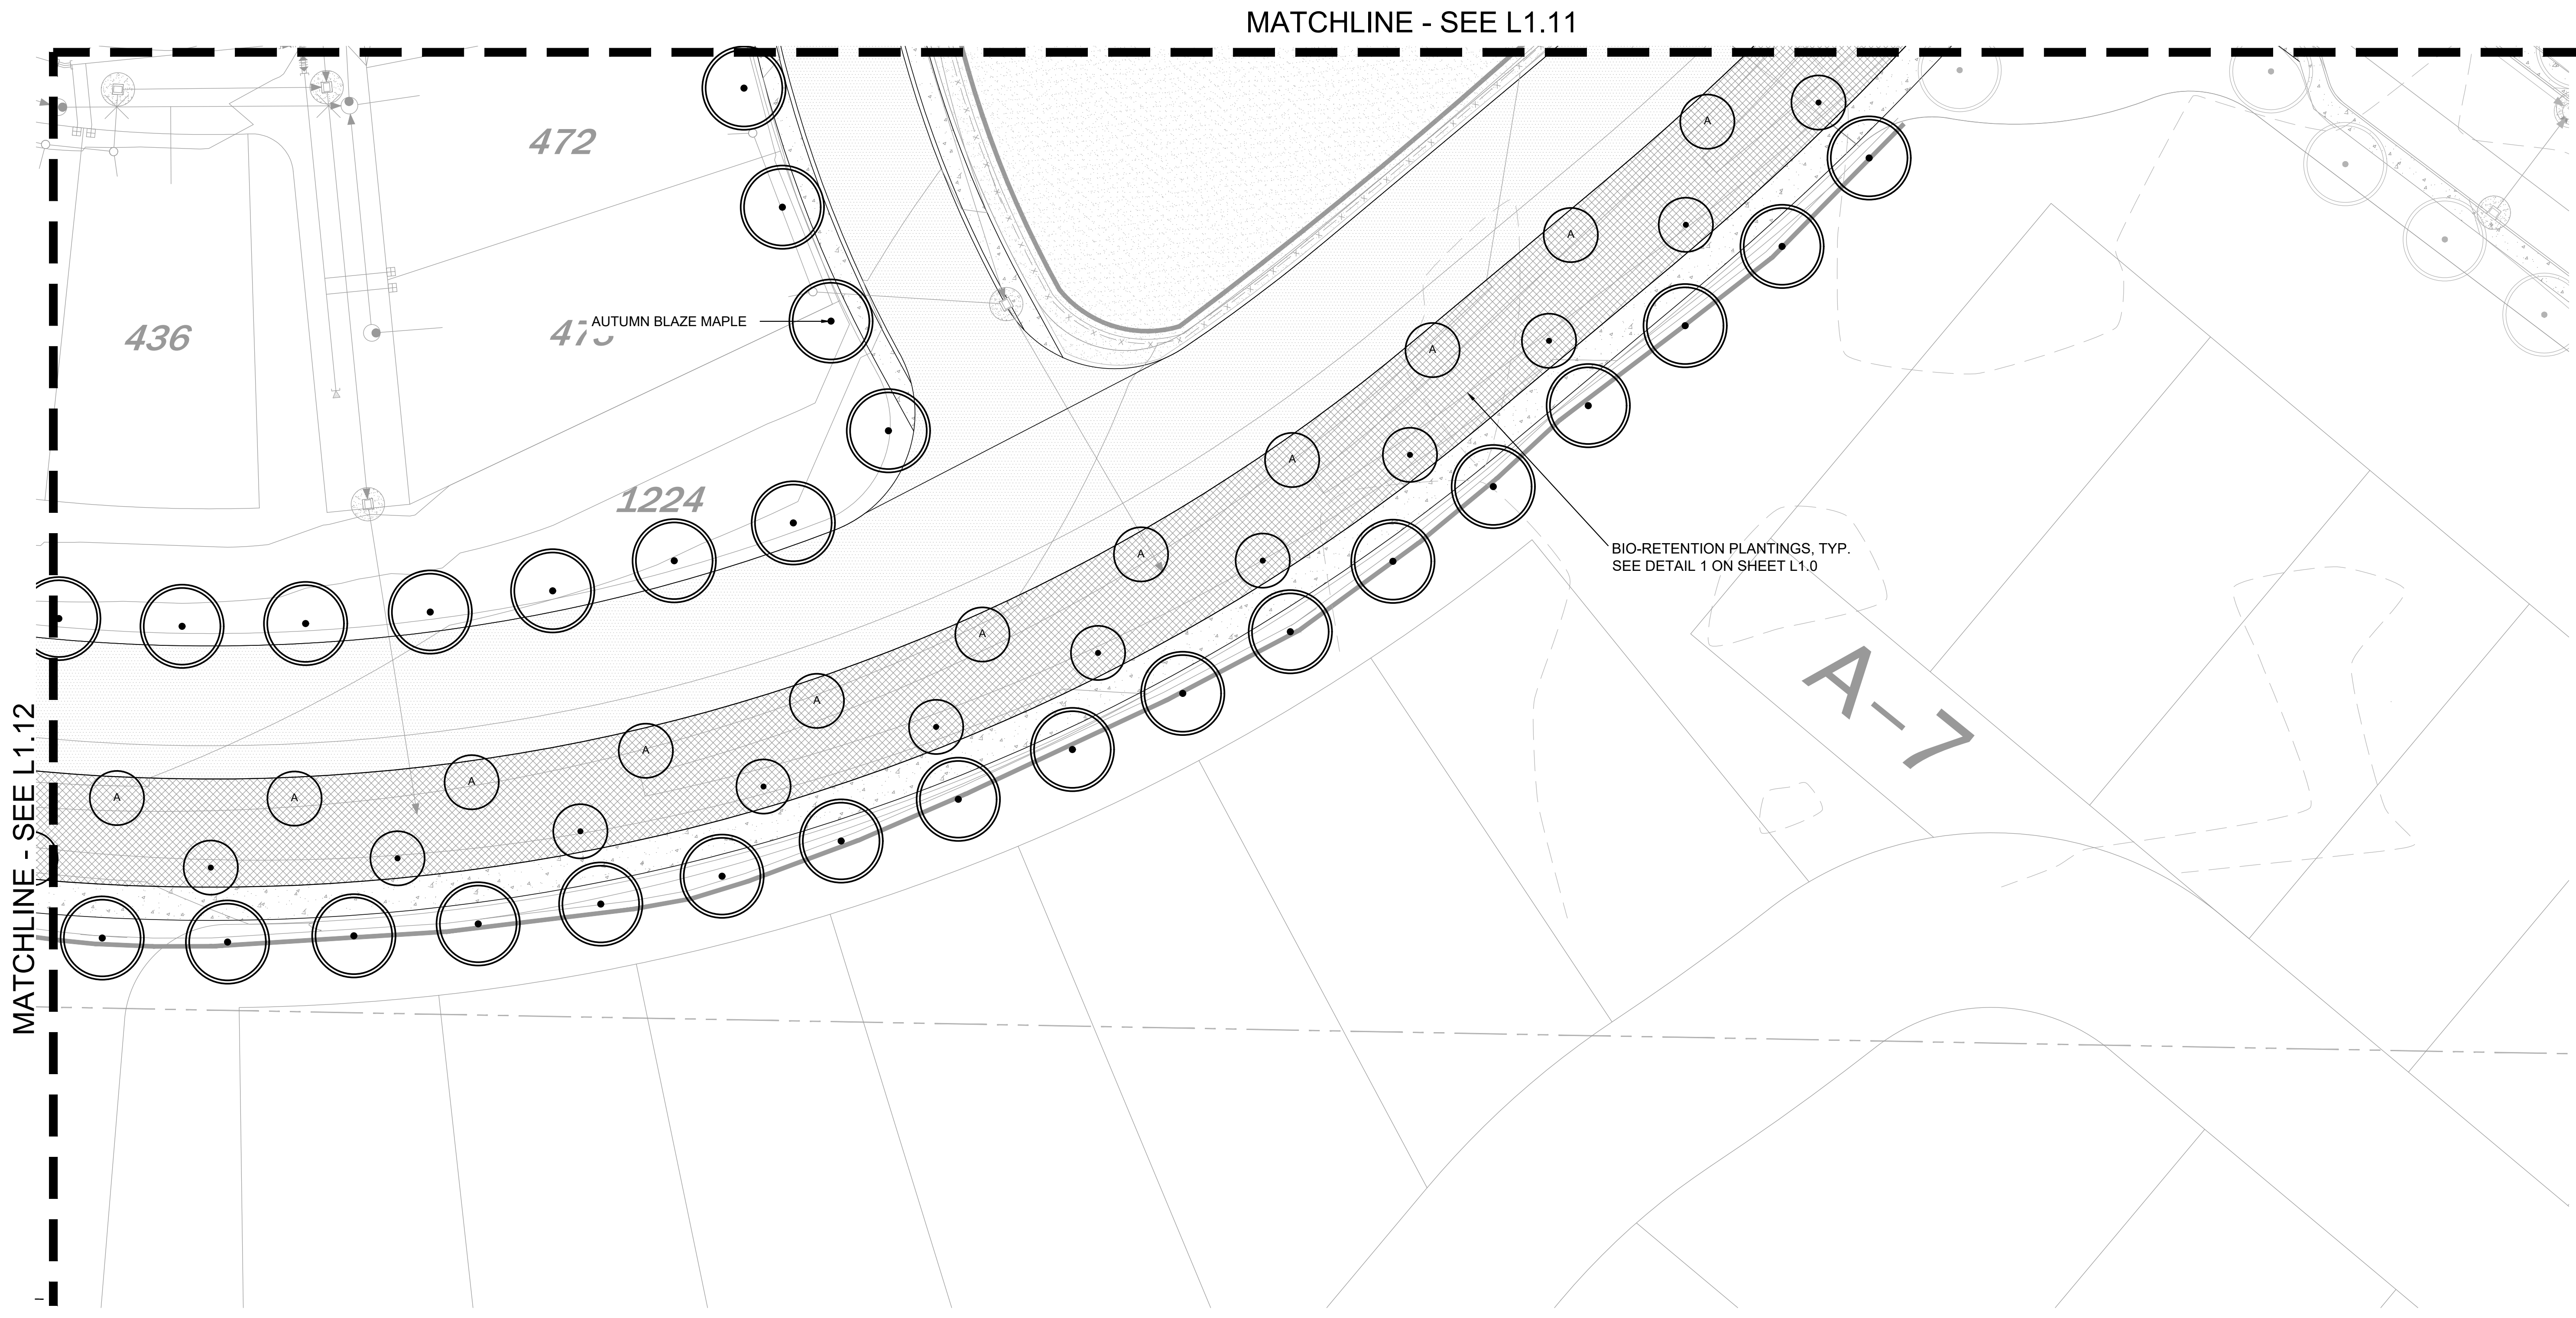 MATCHLINE - SEE L1.11
472
436
AUTUMN BLAZE MAPLE
1224
A
A
A
A
A
A
A
A
A
A
A
BIO-RETENTION PLANTINGS, TYP.
SEE DETAIL 1 ON SHEET L1.0
A-7
MATCHLINE - SEE L1.12